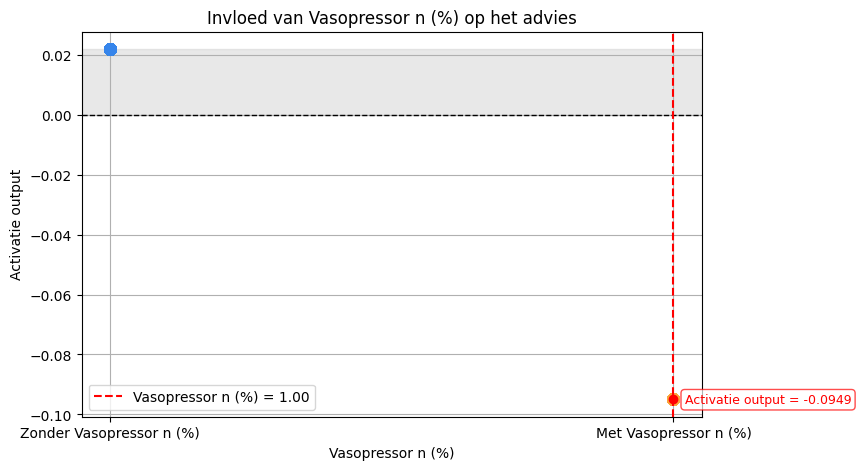 Invloed van Vasopressor n (%) op het advies
Activatie output
0.02
0.00
−0.02
−0.04
−0.06
−0.08
−0.10
Vasopressor n (%) = 1.00
Activatie output = -0.0949
Zonder Vasopressor n (%)
Met Vasopressor n (%)
Vasopressor n (%)